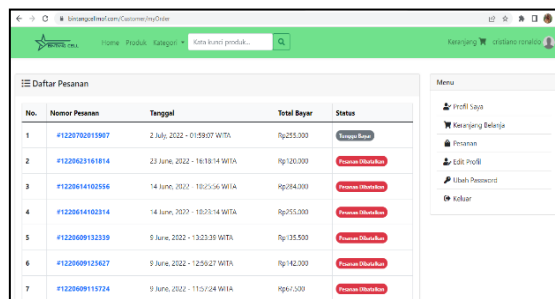 bintangcellmof.com/Customer/myOrder
BINTANG CELL Home Produk Kategori Kata kunci produk... Keranjang cristiano ronaldo
Daftar Pesanan
No. Nomor Pesanan Tanggal Total Bayar Status
1 #1220702015907 2 July, 2022 - 01:59:07 WITA Rp255.000 Tunggu Bayar
2 #1220623161814 23 June, 2022 - 16:18:14 WITA Rp120.000 Pesanan Dibatalkan
3 #1220614102556 14 June, 2022 - 10:25:56 WITA Rp284.000 Pesanan Dibatalkan
4 #1220614102314 14 June, 2022 - 10:23:14 WITA Rp255.000 Pesanan Dibatalkan
5 #1220609132339 9 June, 2022 - 13:23:39 WITA Rp135.500 Pesanan Dibatalkan
6 #1220609125627 9 June, 2022 - 12:56:27 WITA Rp142.000 Pesanan Dibatalkan
7 #1220609115724 9 June, 2022 - 11:57:24 WITA Rp67.500 Pesanan Dibatalkan
Menu
Profil Saya
Keranjang Belanja
Pesanan
Edit Profil
Ubah Password
Keluar